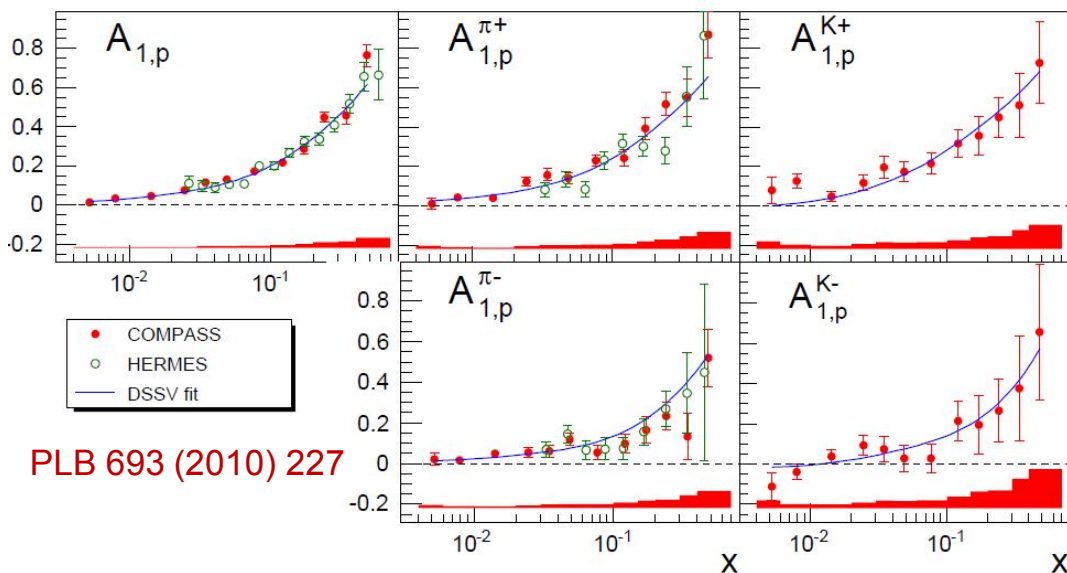 A1,p
Aπ+1,p
AK+1,p
0.8
0.6
0.4
0.2
0
-0.2
10-2
10-1
Aπ-1,p
AK-1,p
0.8
0.6
0.4
0.2
0
-0.2
COMPASS
HERMES
DSSV fit
PLB 693 (2010) 227
10-2
10-1
x
10-2
10-1
x